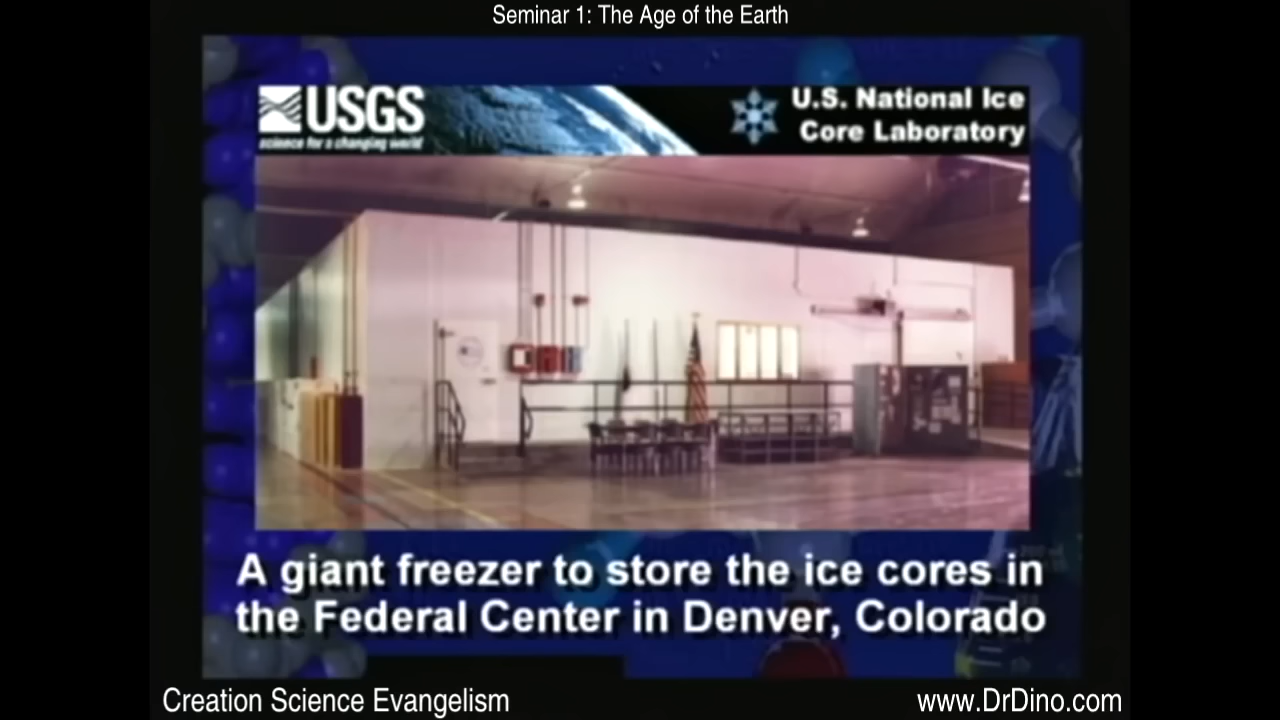 Seminar 1: The Age of the Earth
USGS
science for a changing world
U.S. National Ice
Core Laboratory
A giant freezer to store the ice cores in
the Federal Center in Denver, Colorado
Creation Science Evangelism
www.DrDino.com